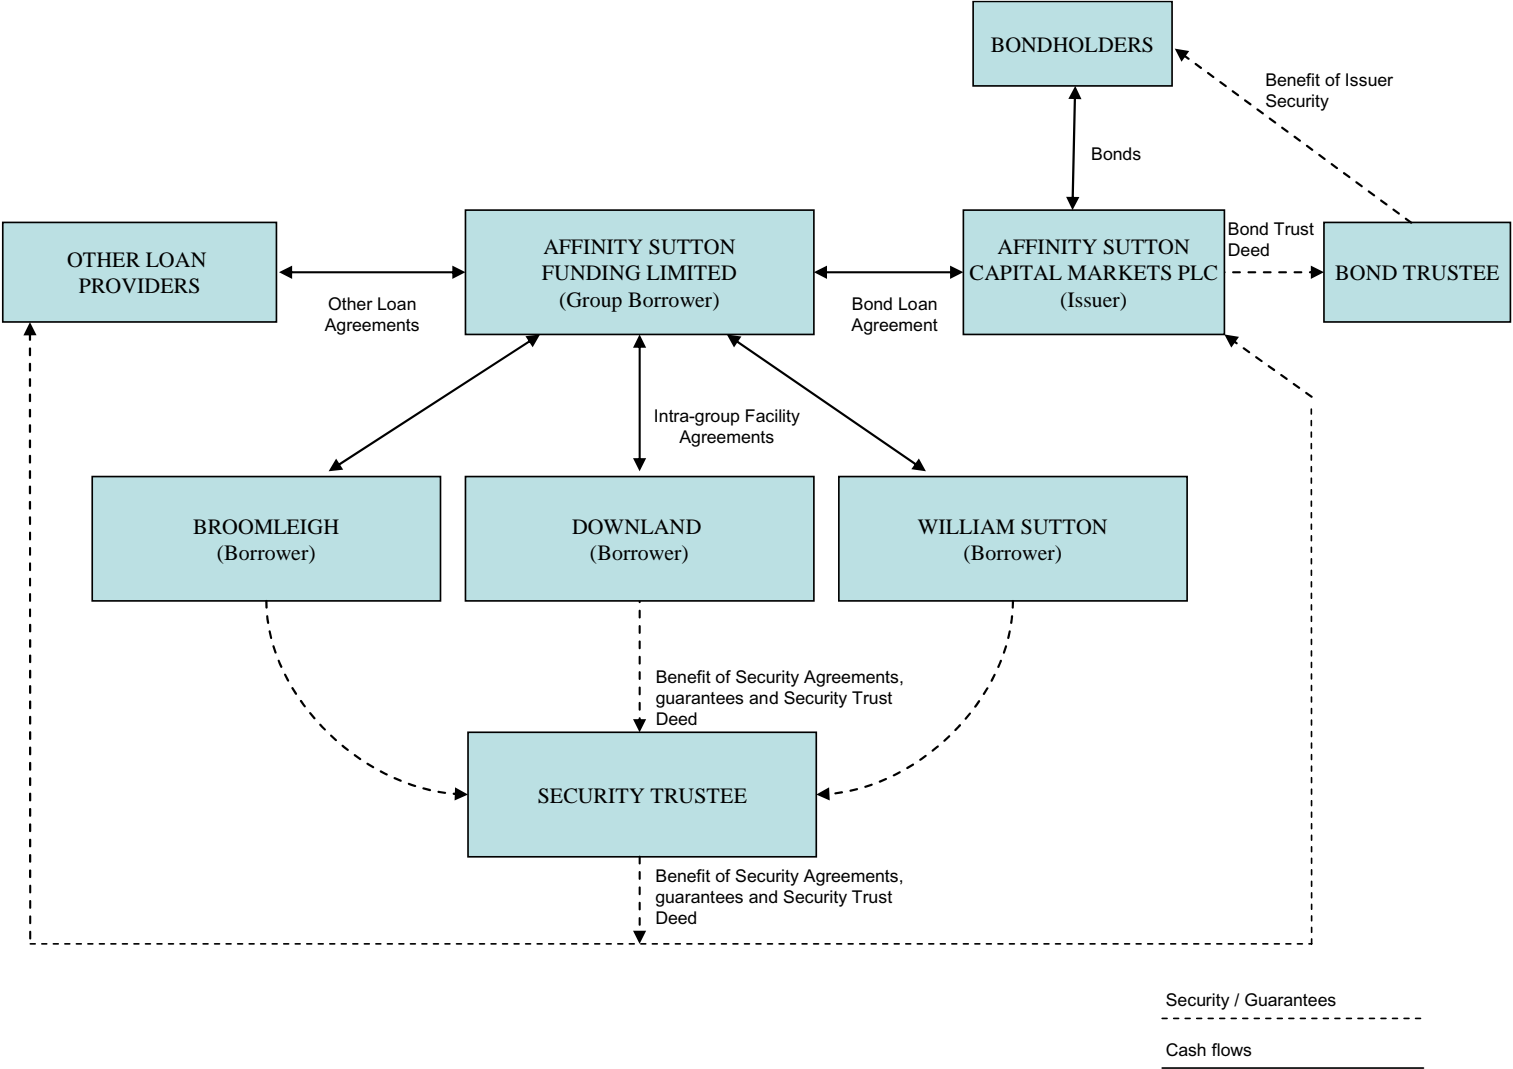 BONDHOLDERS
Benefit of Issuer
Security
Bonds
OTHER LOAN
PROVIDERS
Other Loan
Agreements
AFFINITY SUTTON
FUNDING LIMITED
(Group Borrower)
Bond Loan
Agreement
AFFINITY SUTTON
CAPITAL MARKETS PLC
(Issuer)
Bond Trust
Deed
BOND TRUSTEE
Intra-group Facility
Agreements
BROOMLEIGH
(Borrower)
DOWNLAND
(Borrower)
WILLIAM SUTTON
(Borrower)
Benefit of Security Agreements,
guarantees and Security Trust
Deed
SECURITY TRUSTEE
Benefit of Security Agreements,
guarantees and Security Trust
Deed
Security / Guarantees
Cash flows